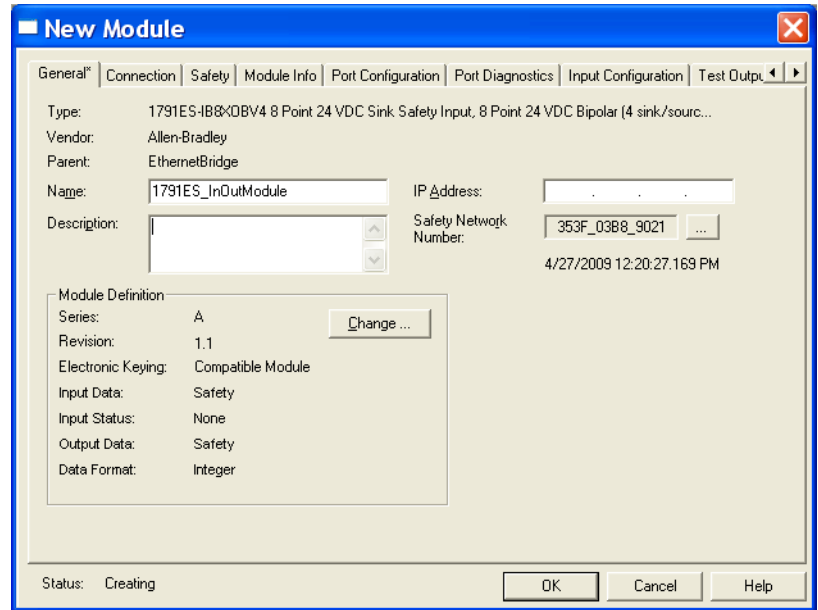 New Module
General* Connection Safety Module Info Port Configuration Port Diagnostics Input Configuration Test Outpu
Type: 1791ES-IB8XOBV4 8 Point 24 VDC Sink Safety Input, 8 Point 24 VDC Bipolar (4 sink/sourc...
Vendor: Allen-Bradley
Parent: EthernetBridge
Name: 1791ES_InOutModule IP Address: . . .
Description: Safety Network Number: 353F_03B8_9021 ...
4/27/2009 12:20:27.169 PM
Module Definition
Series: A Change ...
Revision: 1.1
Electronic Keying: Compatible Module
Input Data: Safety
Input Status: None
Output Data: Safety
Data Format: Integer
Status: Creating OK Cancel Help